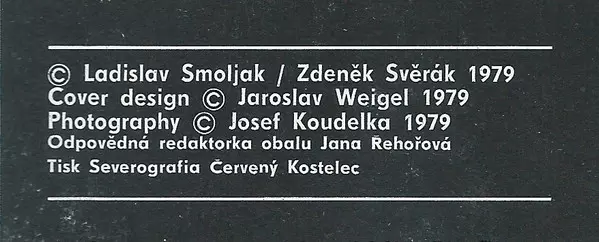 © Ladislav Smoljak / Zdeněk Svěrák 1979
Cover design © Jaroslav Weigel 1979
Photography © Josef Koudelka 1979
Odpovědná redaktorka obalu Jana Řehořová
Tisk Severografia Červený Kostelec